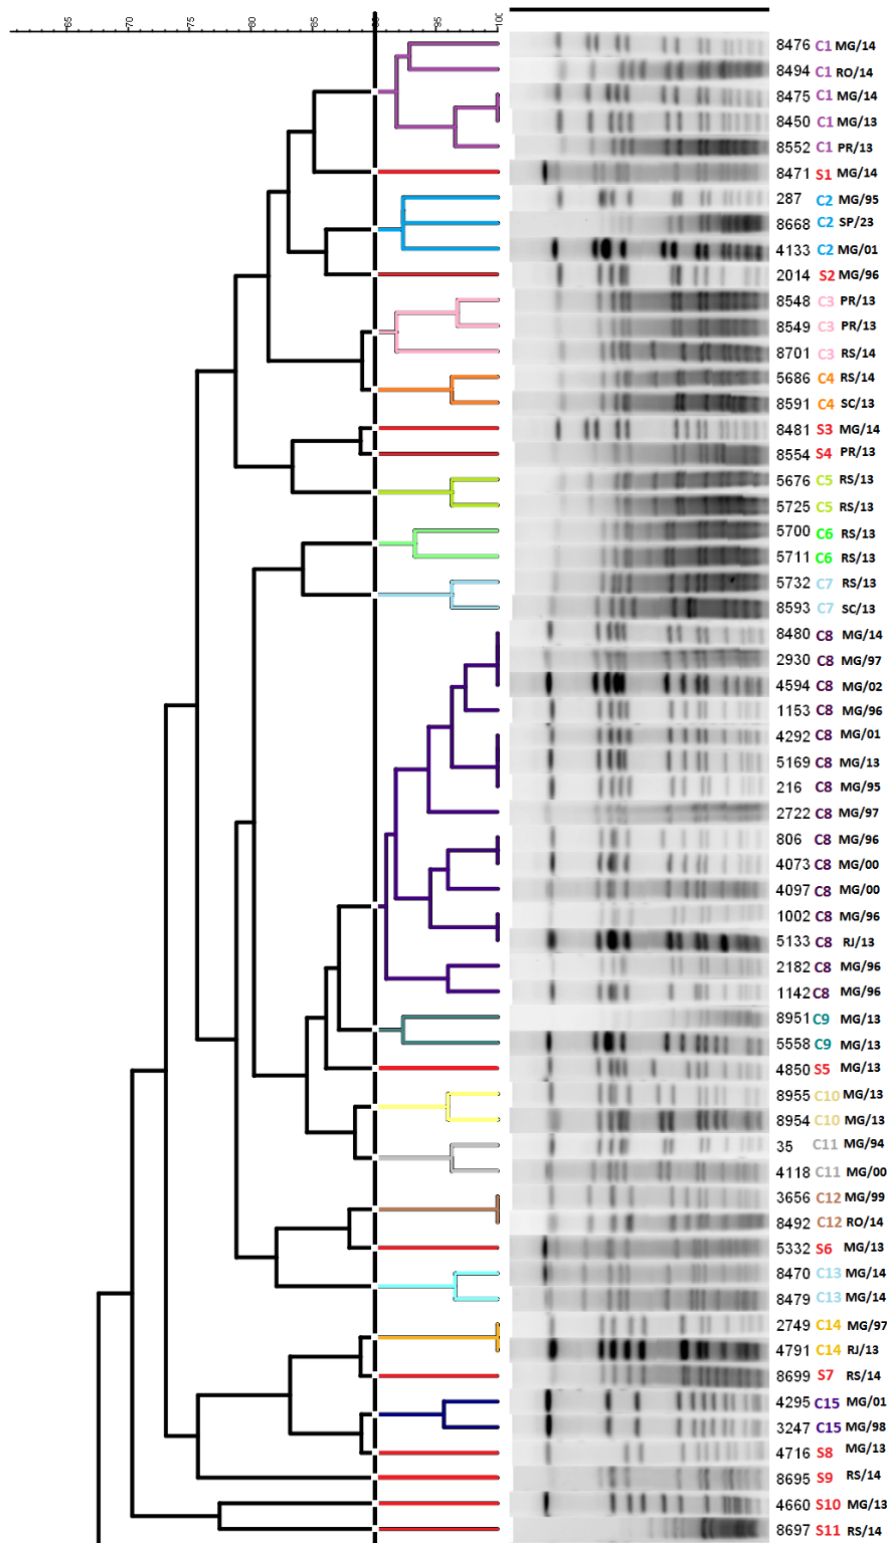 65 70 75 80 85 90 95 100
8476 C1 MG/14
8494 C1 RO/14
8475 C1 MG/14
8450 C1 MG/13
8552 C1 PR/13
8471 S1 MG/14
287 C2 MG/95
8668 C2 SP/23
4133 C2 MG/01
2014 S2 MG/96
8548 C3 PR/13
8549 C3 PR/13
8701 C3 RS/14
5686 C4 RS/14
8591 C4 SC/13
8481 S3 MG/14
8554 S4 PR/13
5676 C5 RS/13
5725 C5 RS/13
5700 C6 RS/13
5711 C6 RS/13
5732 C7 RS/13
8593 C7 SC/13
8480 C8 MG/14
2930 C8 MG/97
4594 C8 MG/02
1153 C8 MG/96
4292 C8 MG/01
5169 C8 MG/13
216 C8 MG/95
2722 C8 MG/97
806 C8 MG/96
4073 C8 MG/00
4097 C8 MG/00
1002 C8 MG/96
5133 C8 RJ/13
2182 C8 MG/96
1142 C8 MG/96
8951 C9 MG/13
5558 C9 MG/13
4850 S5 MG/13
8955 C10 MG/13
8954 C10 MG/13
35 C11 MG/94
4118 C11 MG/00
3656 C12 MG/99
8492 C12 RO/14
5332 S6 MG/13
8470 C13 MG/14
8479 C13 MG/14
2749 C14 MG/97
4791 C14 RJ/13
8699 S7 RS/14
4295 C15 MG/01
3247 C15 MG/98
4716 S8 MG/13
8695 S9 RS/14
4660 S10 MG/13
8697 S11 RS/14